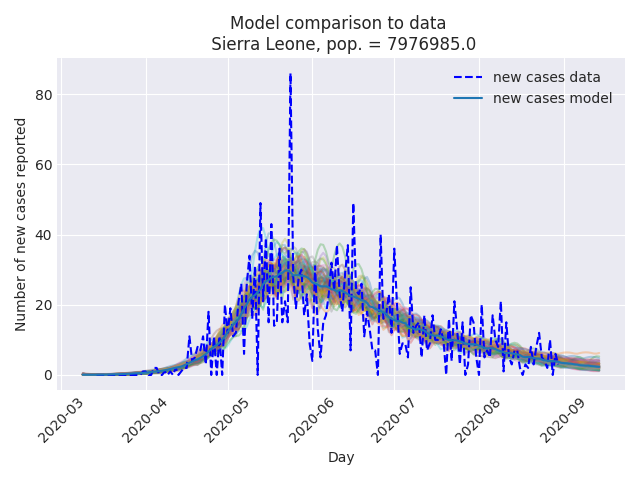 Model comparison to data
Sierra Leone, pop. = 7976985.0
new cases data
new cases model
Number of new cases reported
80
60
40
20
0
2020-03
2020-04
2020-05
2020-06
2020-07
2020-08
2020-09
Day